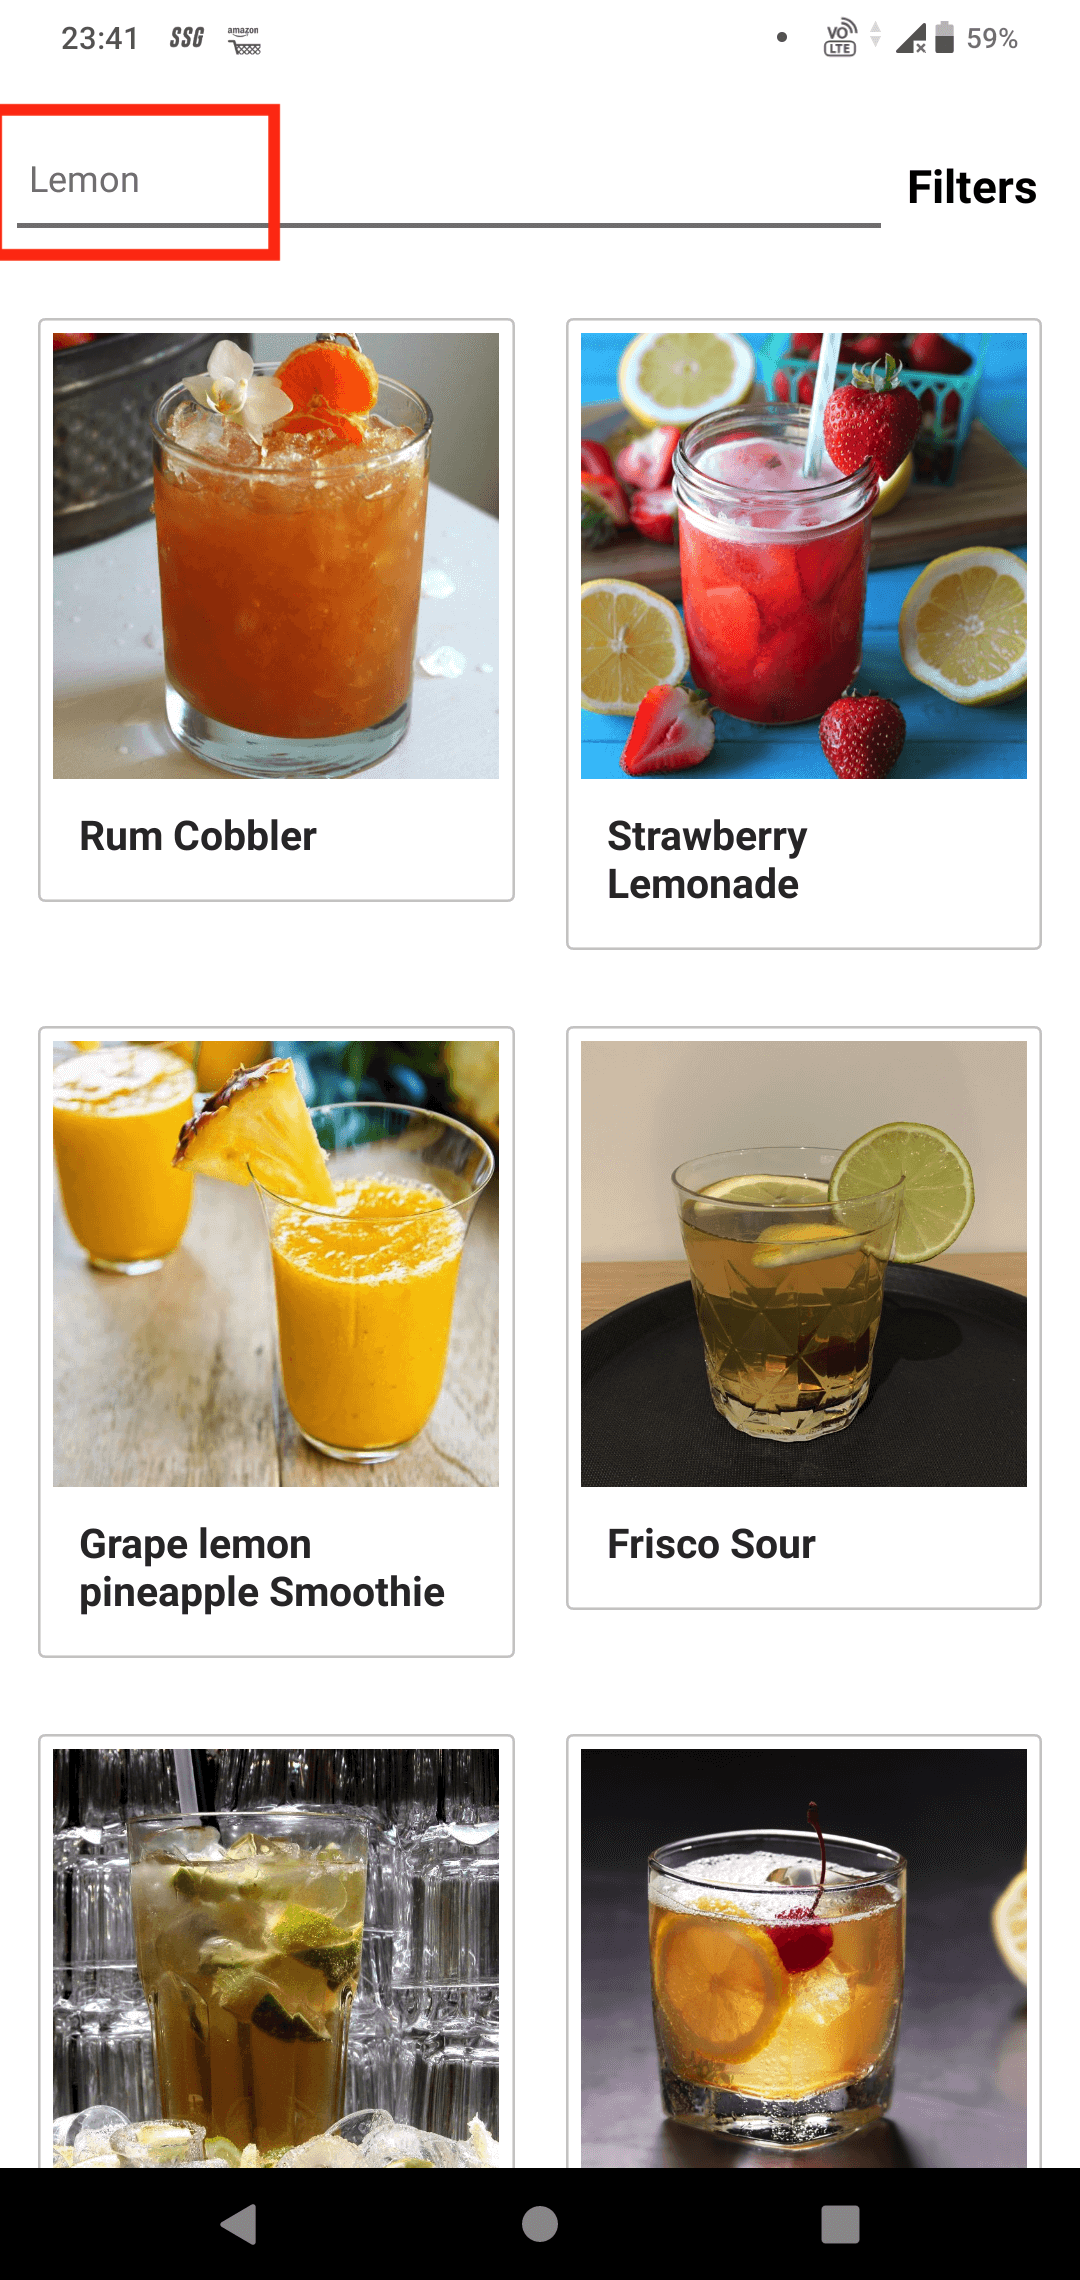 23:41 SSG amazon VO LTE 59%
Lemon
Filters
Rum Cobbler
Strawberry
Lemonade
Grape lemon
pineapple Smoothie
Frisco Sour